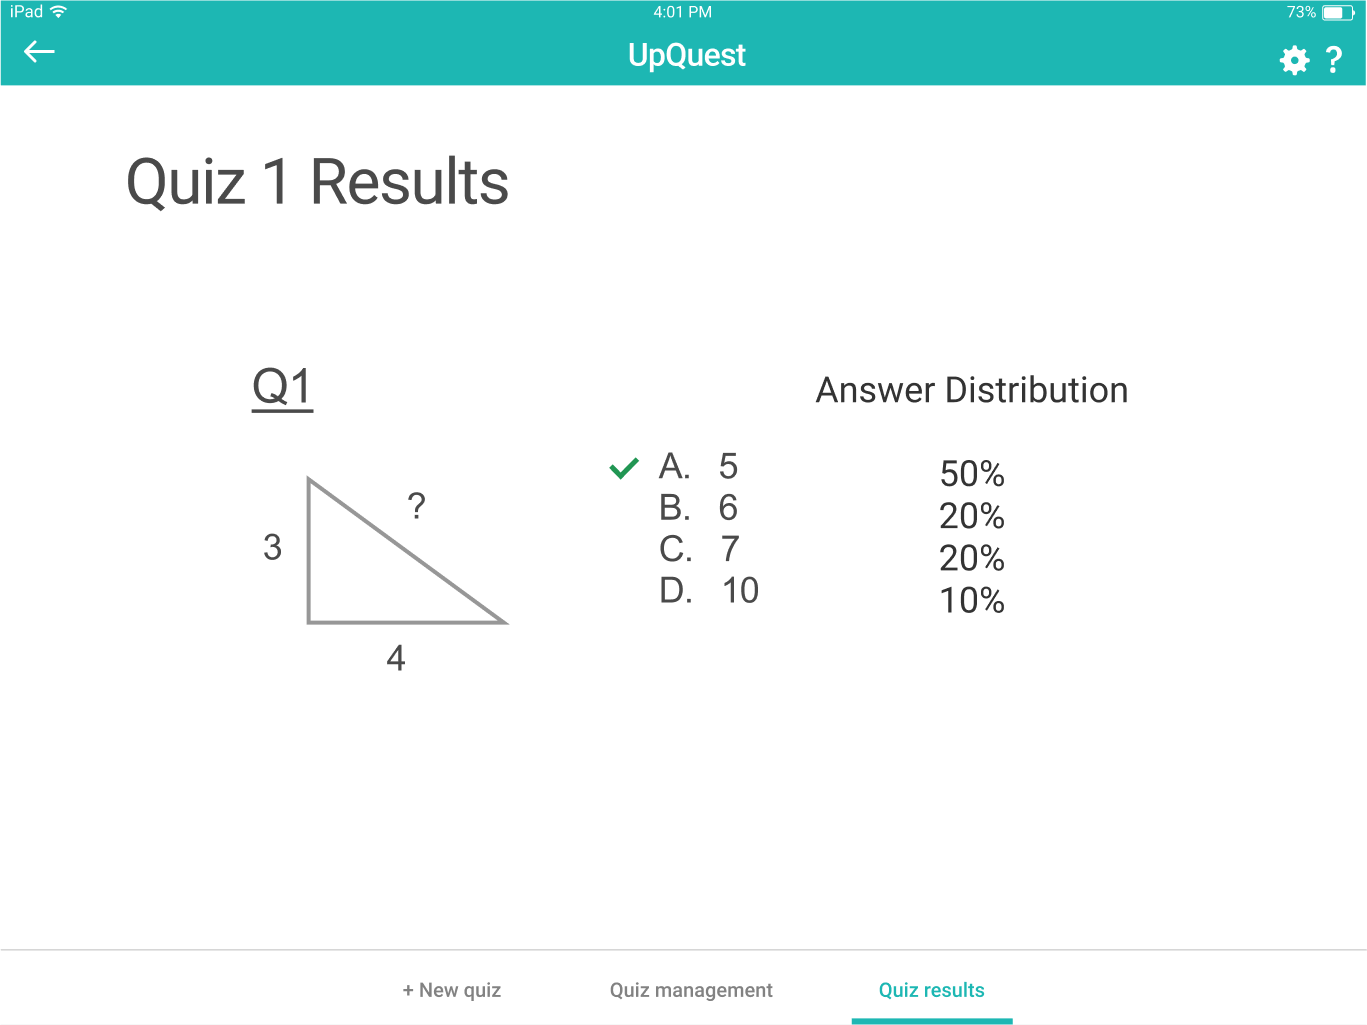 iPad 4:01 PM 73%
UpQuest
?
Quiz 1 Results
Q1 Answer Distribution
A. 5 50%
B. 6 20%
C. 7 20%
D. 10 10%
?
3
4
+ New quiz Quiz management Quiz results